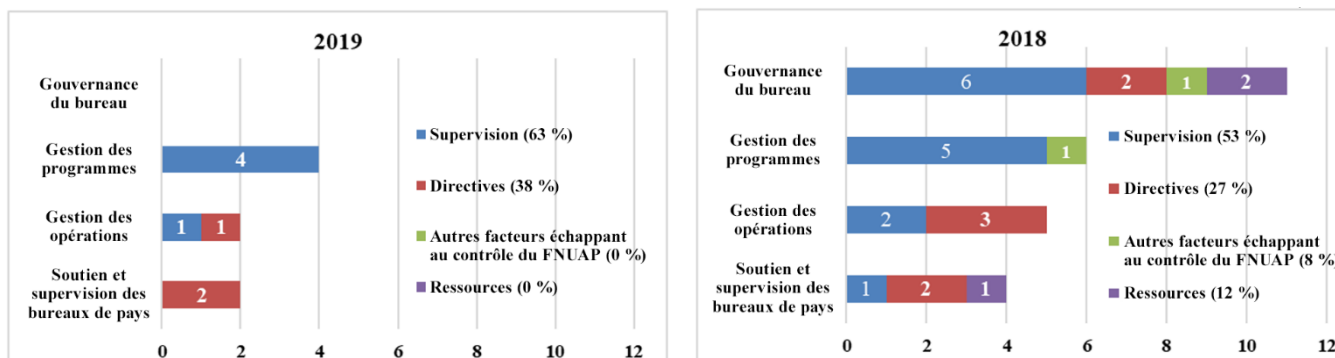 2019
Gouvernance
du bureau
Gestion des
programmes
4
Gestion des
opérations
1 1
Soutien et
supervision des
bureaux de pays
2
Supervision (63 %)
Directives (38 %)
Autres facteurs échappant
au contrôle du FNUAP (0 %)
Ressources (0 %)
0 2 4 6 8 10 12
2018
Gouvernance
du bureau
6 2 1 2
Gestion des
programmes
5 1
Gestion des
opérations
2 3
Soutien et
supervision des
bureaux de pays
1 2 1
Supervision (53 %)
Directives (27 %)
Autres facteurs échappant
au contrôle du FNUAP (8 %)
Ressources (12 %)
0 2 4 6 8 10 12